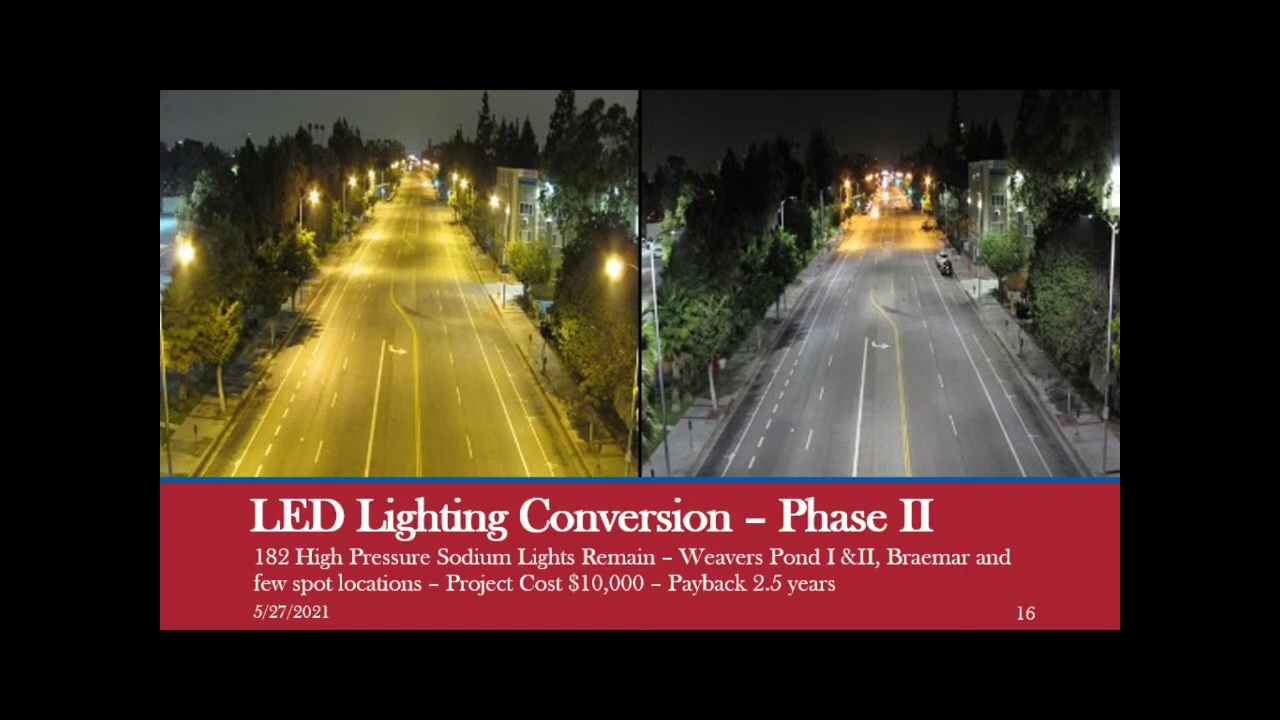 LED Lighting Conversion – Phase II
182 High Pressure Sodium Lights Remain – Weavers Pond I &II, Braemar and
few spot locations – Project Cost $10,000 – Payback 2.5 years
5/27/2021
16